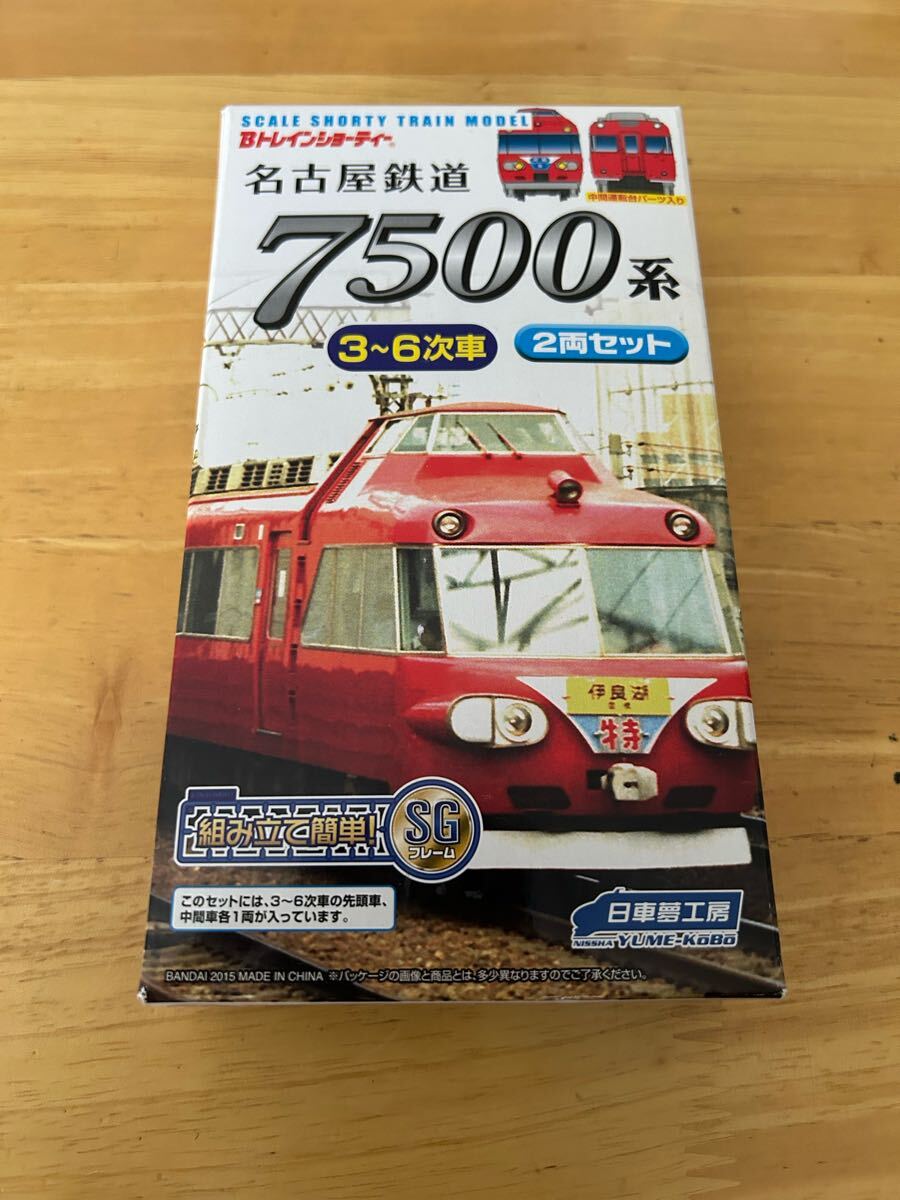 SCALE SHORTY TRAIN MODEL
Bトレインショーティー
名古屋鉄道
中間運転台パーツ入り
7500系
3~6次車
2両セット
伊良湖
特
組み立て簡単!
SG
フレーム
このセットには、3~6次車の先頭車、
中間車各1両が入っています。
日車夢工房
NISSHA YUME-KoBo
BANDAI 2015 MADE IN CHINA ※パッケージの画像と商品とは、多少異なりますのでご了承ください。